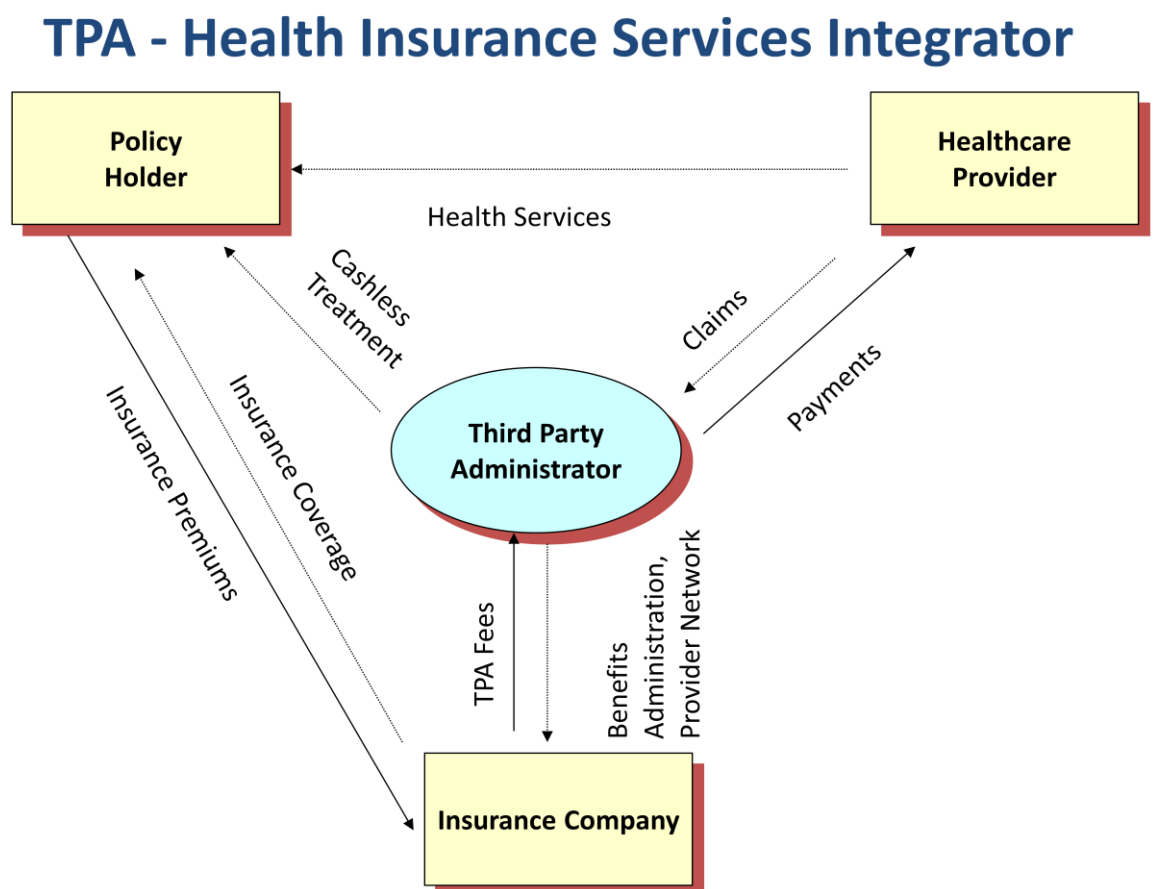 TPA - Health Insurance Services Integrator
Policy
Holder
Healthcare
Provider
Health Services
Cashless
Treatment
Claims
Payments
Insurance Premiums
Insurance Coverage
Third Party
Administrator
TPA Fees
Benefits
Administration,
Provider Network
Insurance Company